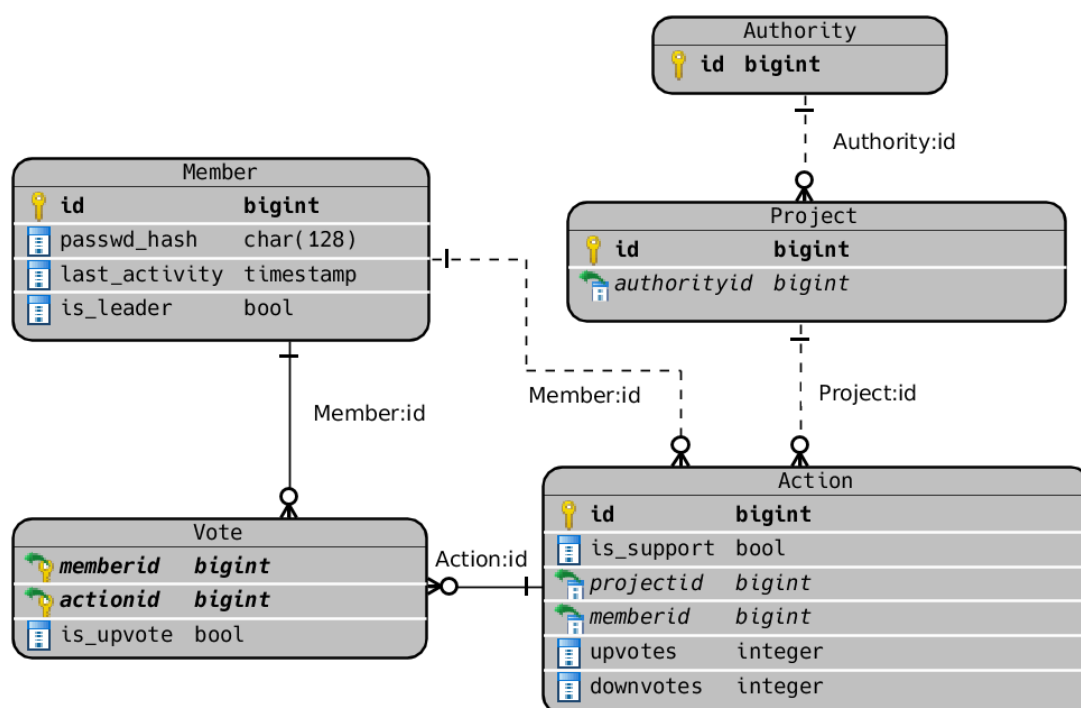 Authority
id bigint
Authority:id
Member
id bigint
passwd_hash char(128)
last_activity timestamp
is_leader bool
Project
id bigint
authorityid bigint
Member:id
Member:id
Project:id
Vote
memberid bigint
actionid bigint
is_upvote bool
Action:id
Action
id bigint
is_support bool
projectid bigint
memberid bigint
upvotes integer
downvotes integer